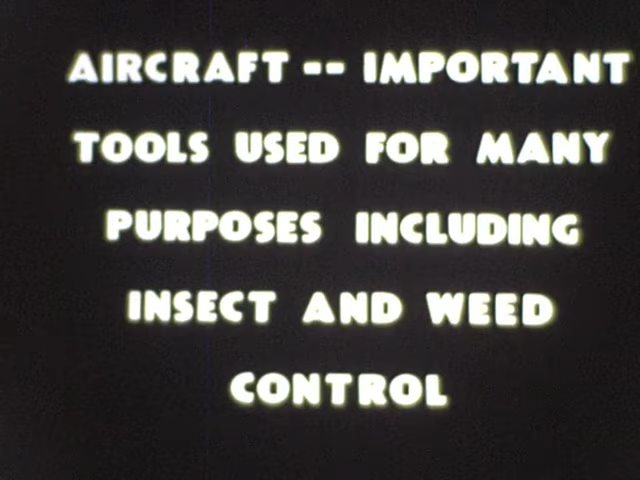 AIRCRAFT -- IMPORTANT
TOOLS USED FOR MANY
PURPOSES INCLUDING
INSECT AND WEED
CONTROL